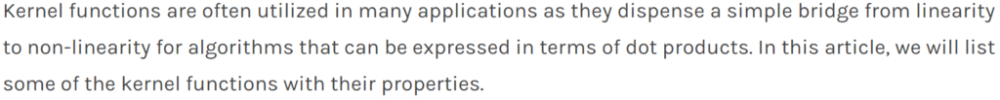 Kernel functions are often utilized in many applications as they dispense a simple bridge from linearity
to non-linearity for algorithms that can be expressed in terms of dot products. In this article, we will list
some of the kernel functions with their properties.